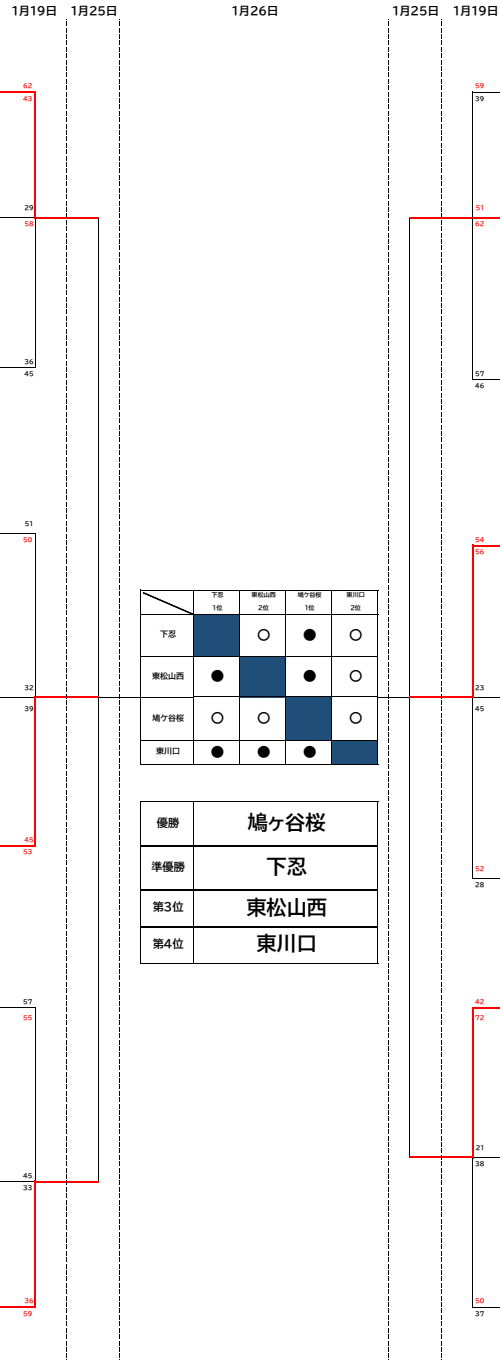 1月19日 1月25日 1月26日 1月25日 1月19日
62 59
43 39
29 51
58 62
36 57
45 46
51 54
50 56
下忍 東松山西 鳩ケ谷桜 東川口
1位 2位 1位 2位
下忍 ○ ● ○
東松山西 ● ● ○
32 23
39 45
鳩ケ谷桜 ○ ○ ○
東川口 ● ● ●
優勝 鳩ヶ谷桜
45 52
53 28
準優勝 下忍
第3位 東松山西
第4位 東川口
57 42
55 72
45 21
33 38
36 50
59 37